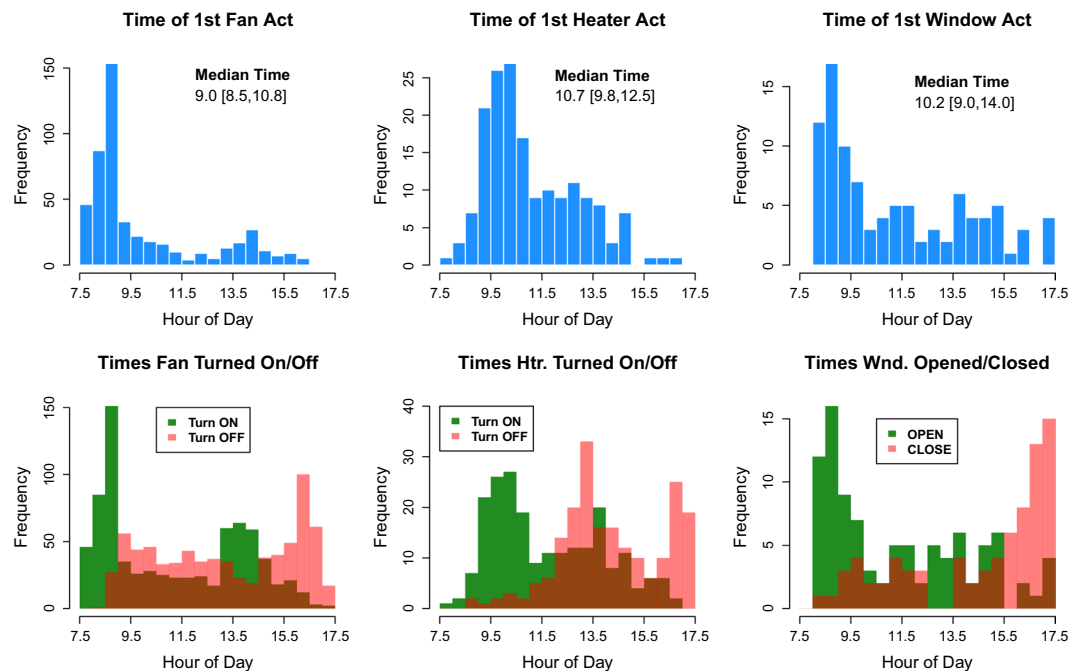 Time of 1st Fan Act
Time of 1st Heater Act
Time of 1st Window Act
Frequency
0
50
100
150
Median Time
9.0 [8.5,10.8]
7.5 9.5 11.5 13.5 15.5 17.5
Hour of Day
Frequency
0
5
10
15
20
25
Median Time
10.7 [9.8,12.5]
7.5 9.5 11.5 13.5 15.5 17.5
Hour of Day
Frequency
0
5
10
15
Median Time
10.2 [9.0,14.0]
7.5 9.5 11.5 13.5 15.5 17.5
Hour of Day
Times Fan Turned On/Off
Times Htr. Turned On/Off
Times Wnd. Opened/Closed
Frequency
0
50
100
150
Turn ON
Turn OFF
7.5 9.5 11.5 13.5 15.5 17.5
Hour of Day
Frequency
0
10
20
30
40
Turn ON
Turn OFF
7.5 9.5 11.5 13.5 15.5 17.5
Hour of Day
Frequency
0
5
10
15
OPEN
CLOSE
7.5 9.5 11.5 13.5 15.5 17.5
Hour of Day